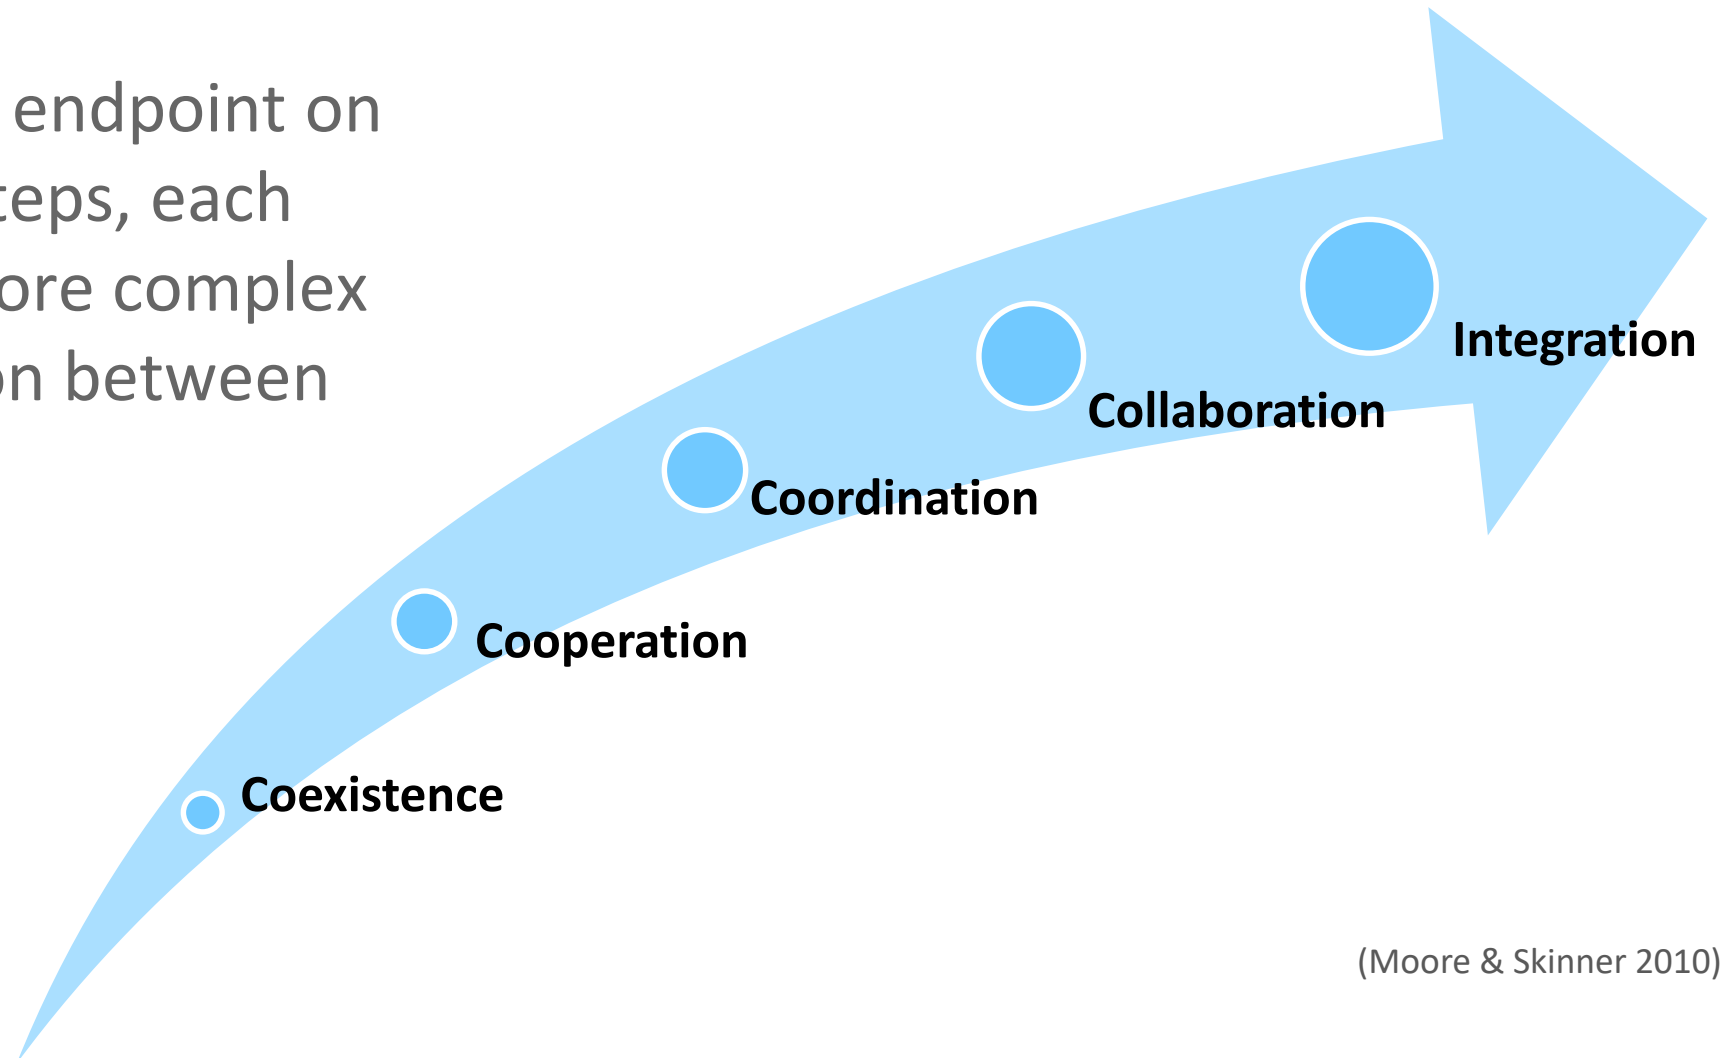 endpoint on
teps, each
ore complex
on between
Integration
Collaboration
Coordination
Cooperation
Coexistence
(Moore & Skinner 2010)